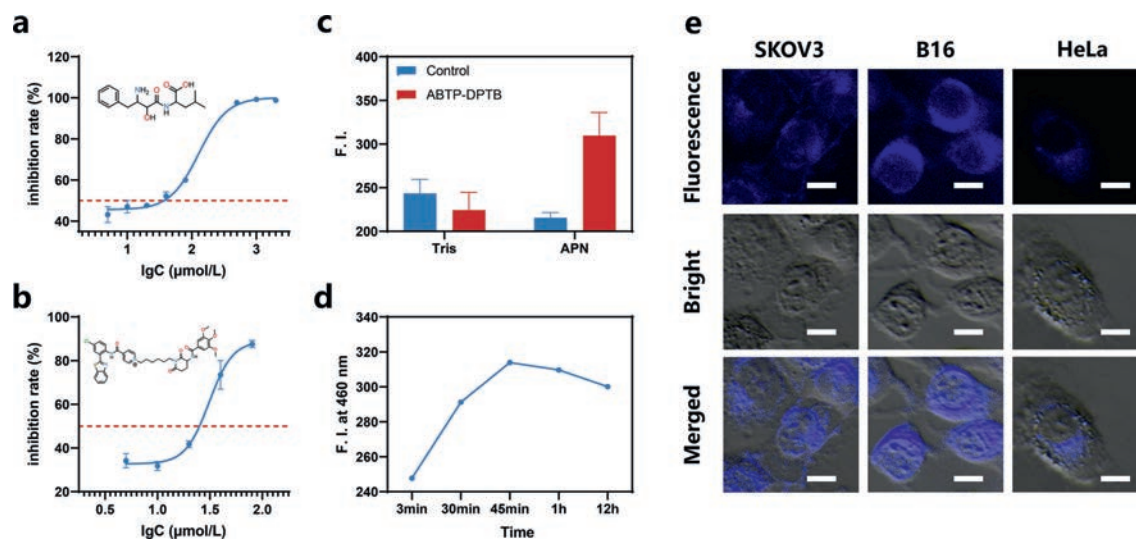 a
inhibition rate (%)
120
100
80
60
40
1
2
3
lgC (μmol/L)
NH₂
O
OH
O
N
H
OH
b
inhibition rate (%)
100
80
60
40
20
0.5
1.0
1.5
2.0
lgC (μmol/L)
c
F. I.
400
350
300
250
200
Control
ABTP-DPTB
Tris
APN
d
F. I. at 460 nm
340
320
300
280
260
240
3min
30min
45min
1h
12h
Time
e
SKOV3
B16
HeLa
Fluorescence
Bright
Merged